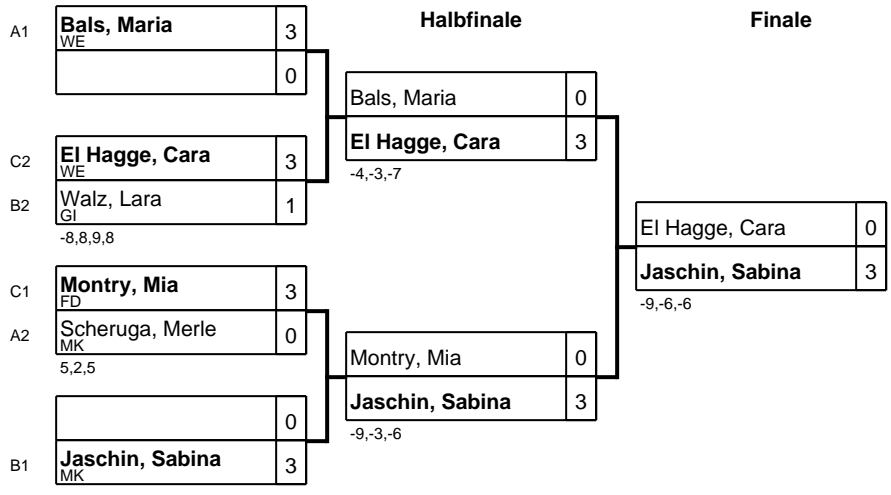 Halbfinale
Finale
A1 Bals, Maria 3
WE
0
C2 El Hagge, Cara 3
WE
B2 Walz, Lara 1
GI
-8,8,9,8
C1 Montry, Mia 3
FD
A2 Scheruga, Merle 0
MK
5,2,5
0
B1 Jaschin, Sabina 3
MK
Bals, Maria 0
El Hagge, Cara 3
-4,-3,-7
Montry, Mia 0
Jaschin, Sabina 3
-9,-3,-6
El Hagge, Cara 0
Jaschin, Sabina 3
-9,-6,-6